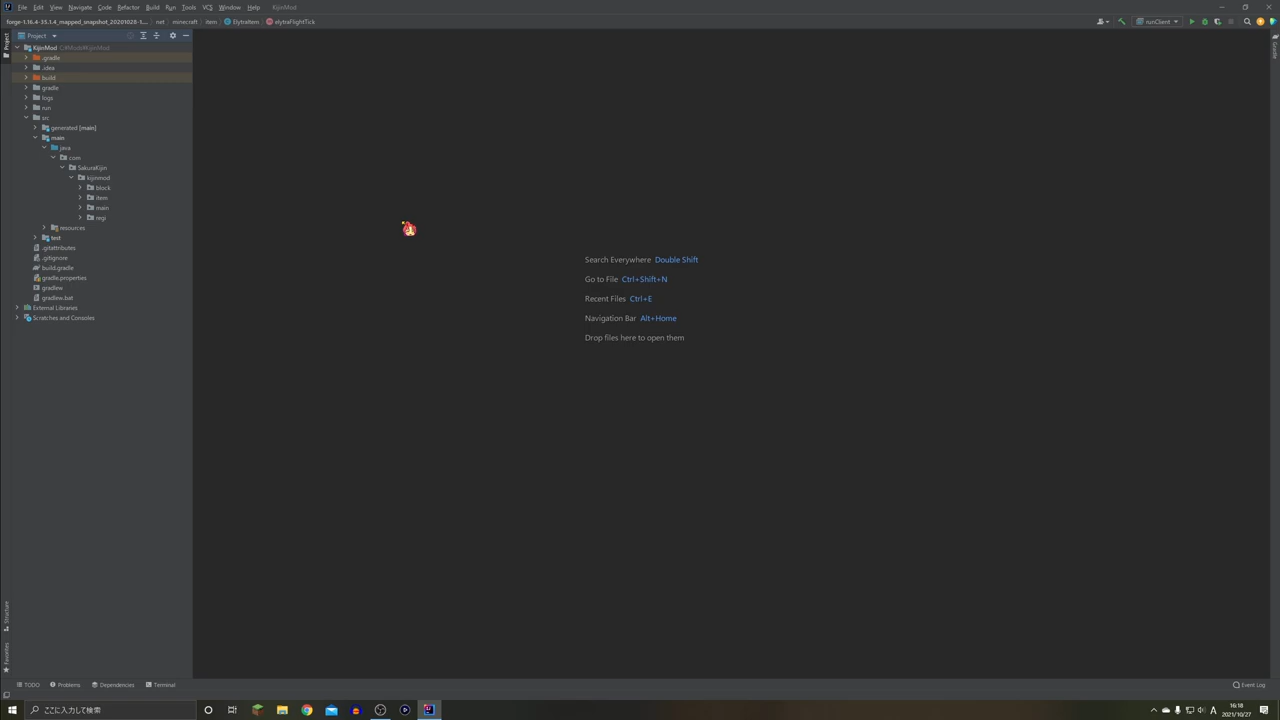 File Edit View Navigate Code Refactor Build Run Tools VCS Window Help KijinMod
forge-1.16.4-35.1.4_mapped_snapshot_20201028-1... net minecraft item ElytraItem elytraFlightTick
runClient
Project
Project
Gradle
KijinMod
.gradle
.idea
build
gradle
logs
run
src
generated [main]
main
java
com
SakuraKijin
kijinmod
block
item
main
regi
resources
test
.gitattributes
.gitignore
build.gradle
gradle.properties
gradlew
gradlew.bat
External Libraries
Scratches and Consoles
Search Everywhere Double Shift
Go to File Ctrl+Shift+N
Recent Files Ctrl+E
Navigation Bar Alt+Home
Drop files here to open them
Structure
Favorites
TODO Problems Dependencies Terminal
Event Log
ここに入力して検索
A
16:18
2021/10/27